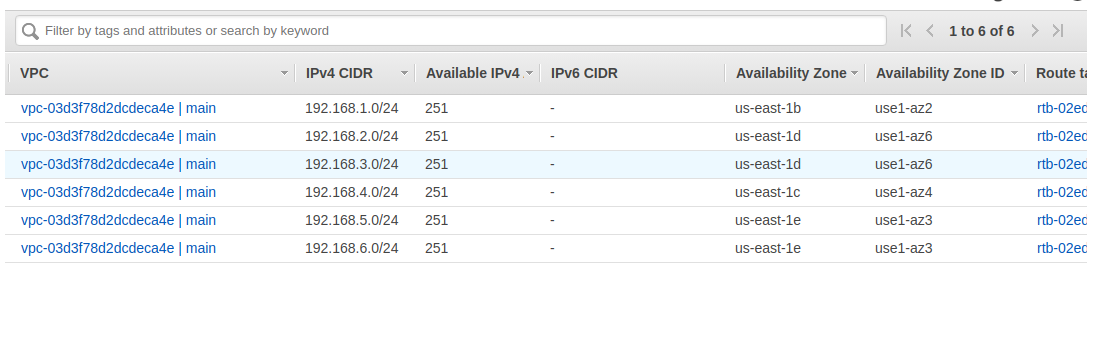 Filter by tags and attributes or search by keyword 1 to 6 of 6
VPC IPv4 CIDR Available IPv4 IPv6 CIDR Availability Zone Availability Zone ID Route ta
vpc-03d3f78d2dcdeca4e | main 192.168.1.0/24 251 - us-east-1b use1-az2 rtb-02ed
vpc-03d3f78d2dcdeca4e | main 192.168.2.0/24 251 - us-east-1d use1-az6 rtb-02ed
vpc-03d3f78d2dcdeca4e | main 192.168.3.0/24 251 - us-east-1d use1-az6 rtb-02ed
vpc-03d3f78d2dcdeca4e | main 192.168.4.0/24 251 - us-east-1c use1-az4 rtb-02ed
vpc-03d3f78d2dcdeca4e | main 192.168.5.0/24 251 - us-east-1e use1-az3 rtb-02ed
vpc-03d3f78d2dcdeca4e | main 192.168.6.0/24 251 - us-east-1e use1-az3 rtb-02ed